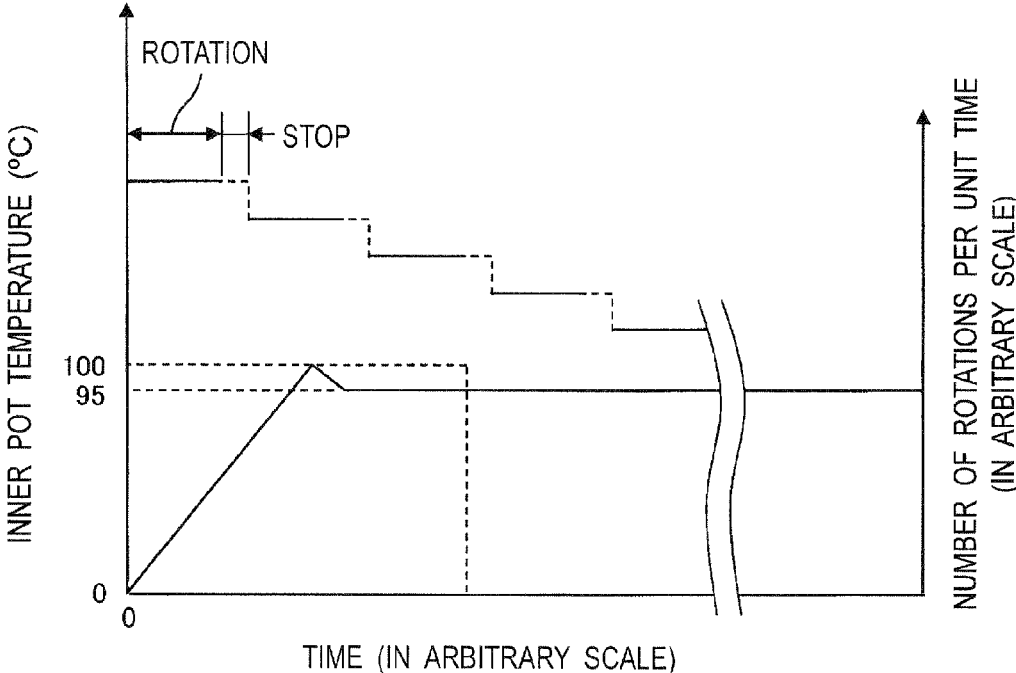 ROTATION
STOP
INNER POT TEMPERATURE (ºC)
100
95
0
0
TIME (IN ARBITRARY SCALE)
NUMBER OF ROTATIONS PER UNIT TIME
(IN ARBITRARY SCALE)